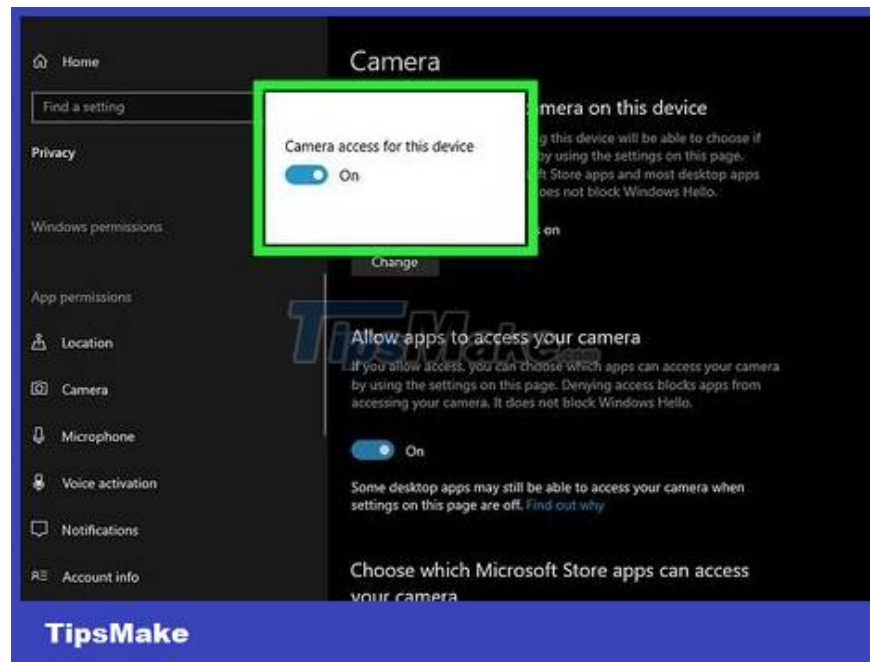 Home
Find a setting
Privacy
Windows permissions
App permissions
Location
Camera
Microphone
Voice activation
Notifications
Account info
Camera
mera on this device
g this device will be able to choose if
by using the settings on this page.
ft Store apps and most desktop apps
oes not block Windows Hello.
Camera access for this device
On
s on
Change
TipsMake.com
Allow apps to access your camera
If you allow access, you can choose which apps can access your camera
by using the settings on this page. Denying access blocks apps from
accessing your camera. It does not block Windows Hello.
On
Some desktop apps may still be able to access your camera when
settings on this page are off. Find out why
Choose which Microsoft Store apps can access
your camera
TipsMake